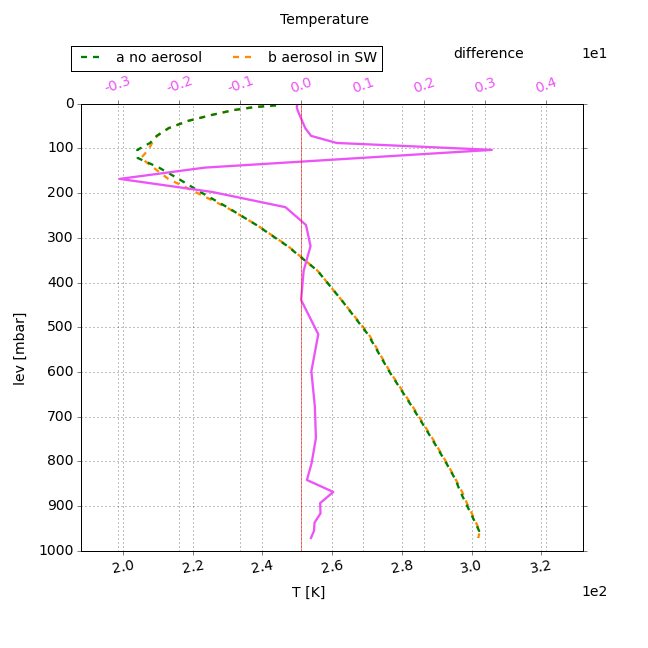 Temperature
a no aerosol b aerosol in SW difference 1e1
-0.3 -0.2 -0.1 0.0 0.1 0.2 0.3 0.4
0
100
200
300
400
500
600
700
800
900
1000
lev [mbar]
2.0 2.2 2.4 2.6 2.8 3.0 3.2
T [K] 1e2